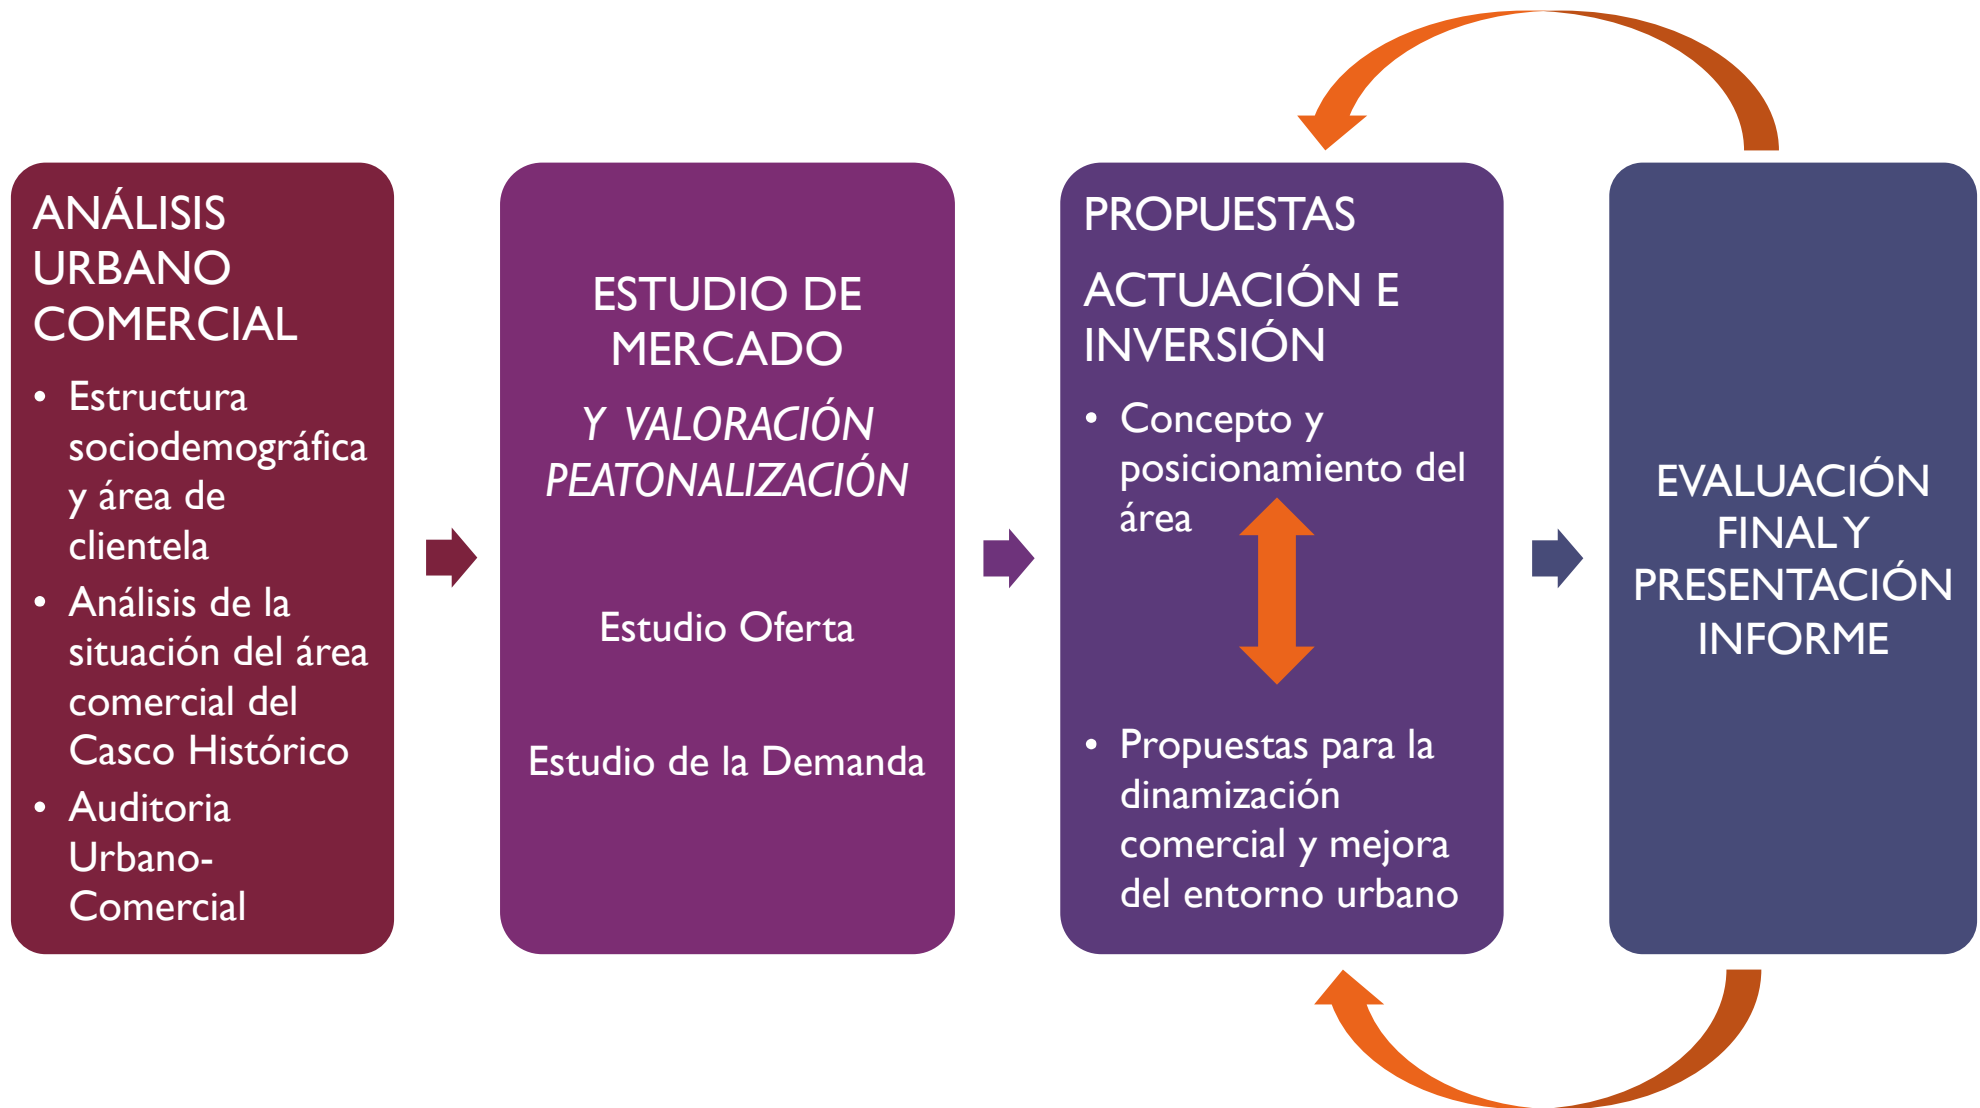 ANÁLISIS
URBANO
COMERCIAL
• Estructura
sociodemográfica
y área de
clientela
• Análisis de la
situación del área
comercial del
Casco Histórico
• Auditoria
Urbano-
Comercial
ESTUDIO DE
MERCADO
Y VALORACIÓN
PEATONALIZACIÓN
Estudio Oferta
Estudio de la Demanda
PROPUESTAS
ACTUACIÓN E
INVERSIÓN
• Concepto y
posicionamiento del
área
• Propuestas para la
dinamización
comercial y mejora
del entorno urbano
EVALUACIÓN
FINAL Y
PRESENTACIÓN
INFORME